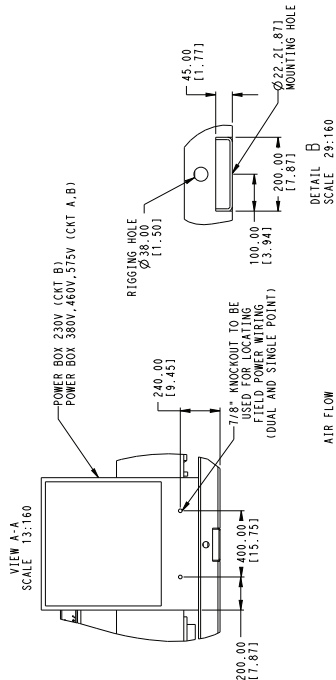 VIEW A-A
SCALE 13:160
POWER BOX 230V (CKT B)
POWER BOX 380V,460V,575V (CKT A,B)
240.00
[9.45]
7/8" KNOCKOUT TO BE
USED FOR LOCATING
FIELD POWER WIRING
(DUAL AND SINGLE POINT)
200.00
[7.87]
400.00
[15.75]
RIGGING HOLE
Ø38.00
[1.50]
45.00
[1.77]
100.00
[3.94]
200.00
[7.87]
Ø22.2[.87]
MOUNTING HOLE
DETAIL B
SCALE 29:160
AIR FLOW